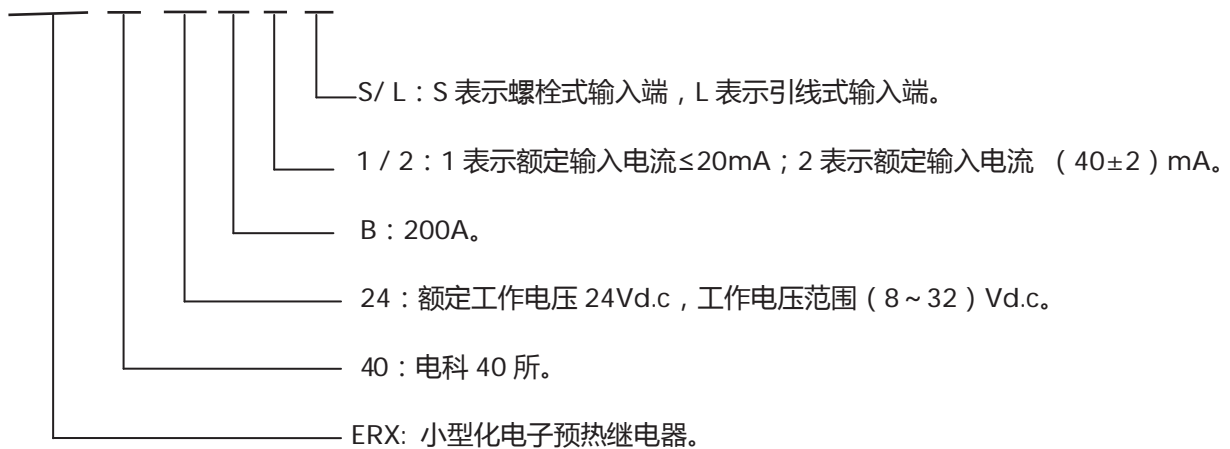 S/ L：S 表示螺栓式输入端，L 表示引线式输入端。
1 / 2：1 表示额定输入电流≤20mA；2 表示额定输入电流 （40±2）mA。
B：200A。
24：额定工作电压 24Vd.c，工作电压范围（8～32）Vd.c。
40：电科 40 所。
ERX: 小型化电子预热继电器。